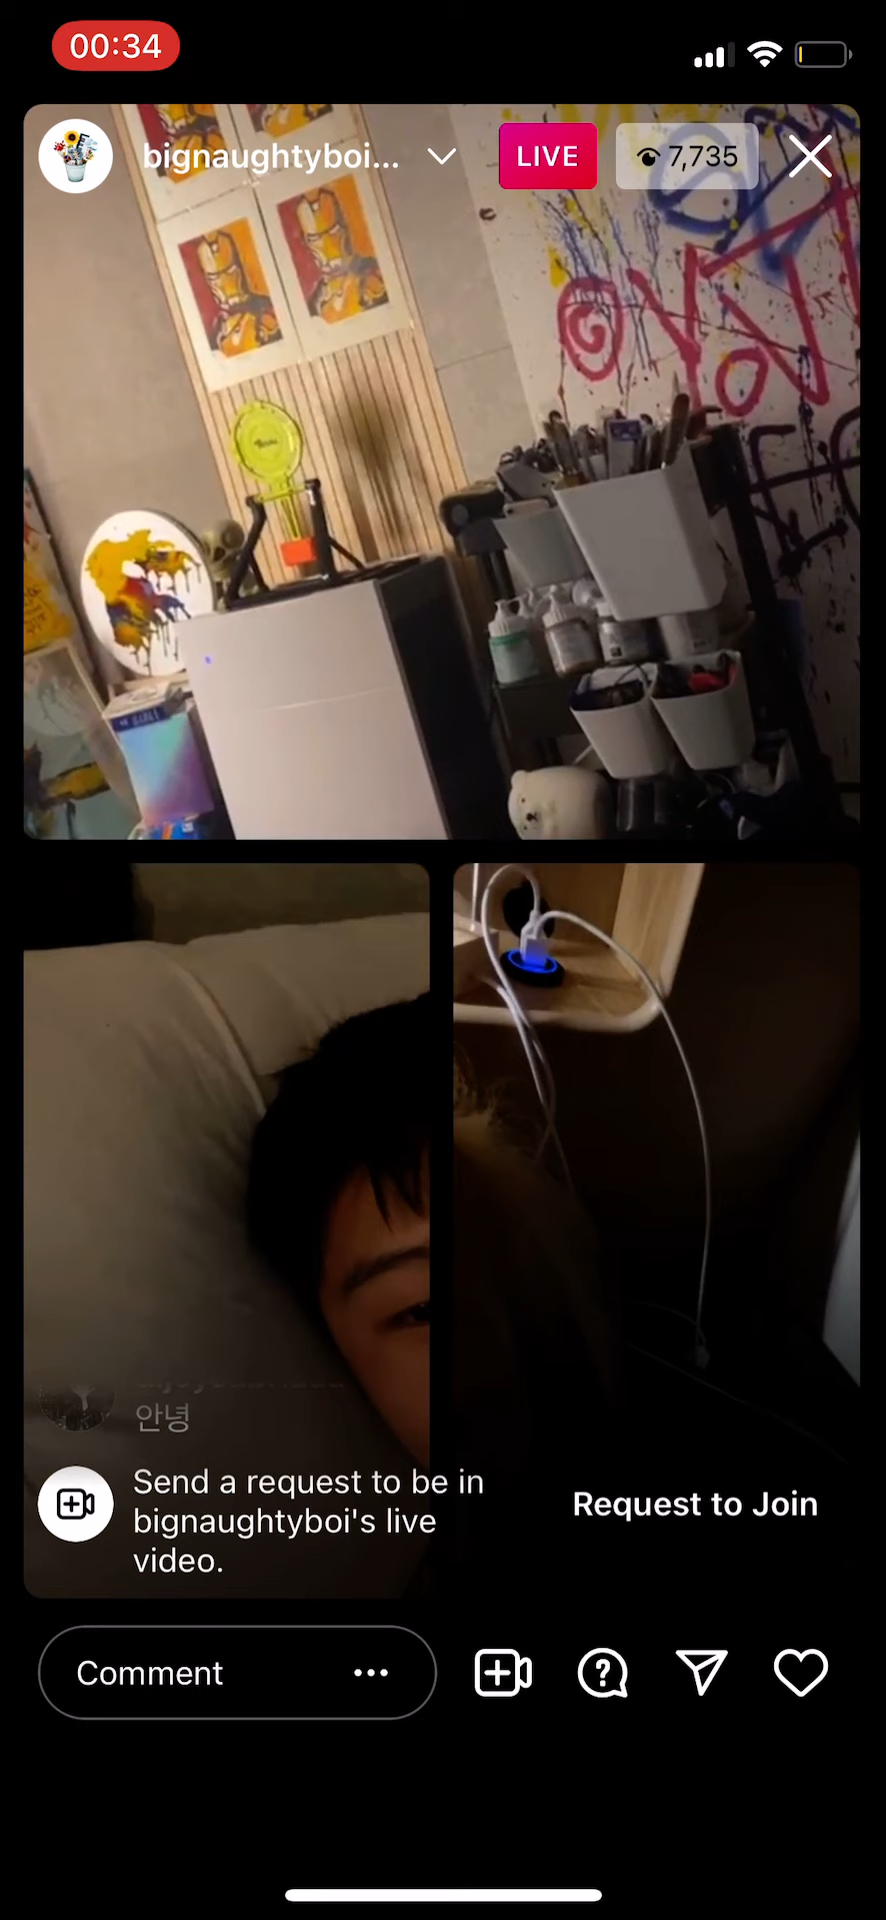 00:34
bignaughtyboi...
LIVE
7,735
안녕
Send a request to be in
bignaughtyboi's live
video.
Request to Join
Comment